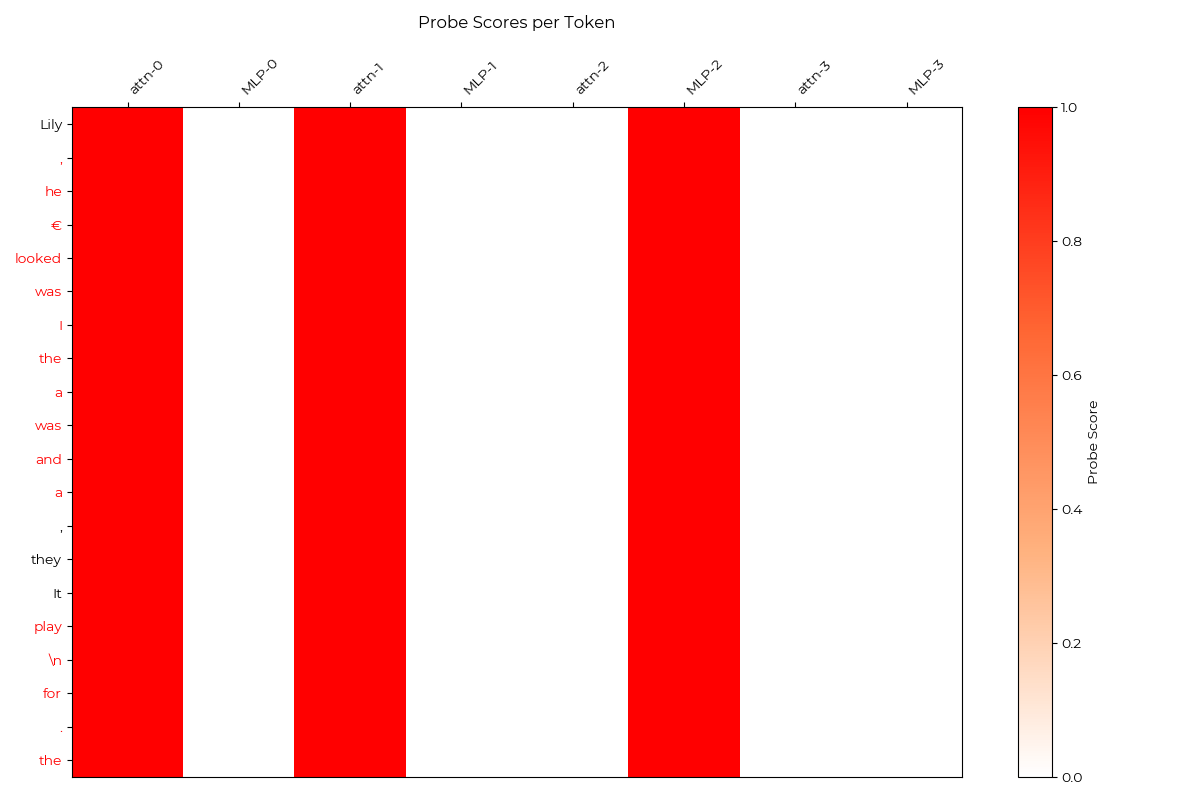 Probe Scores per Token
attn-0 MLP-0 attn-1 MLP-1 attn-2 MLP-2 attn-3 MLP-3
Lily
,
he
€
looked
was
I
the
a
was
and
a
,
they
It
play
\n
for
.
the
1.0
0.8
0.6
0.4
0.2
0.0
Probe Score